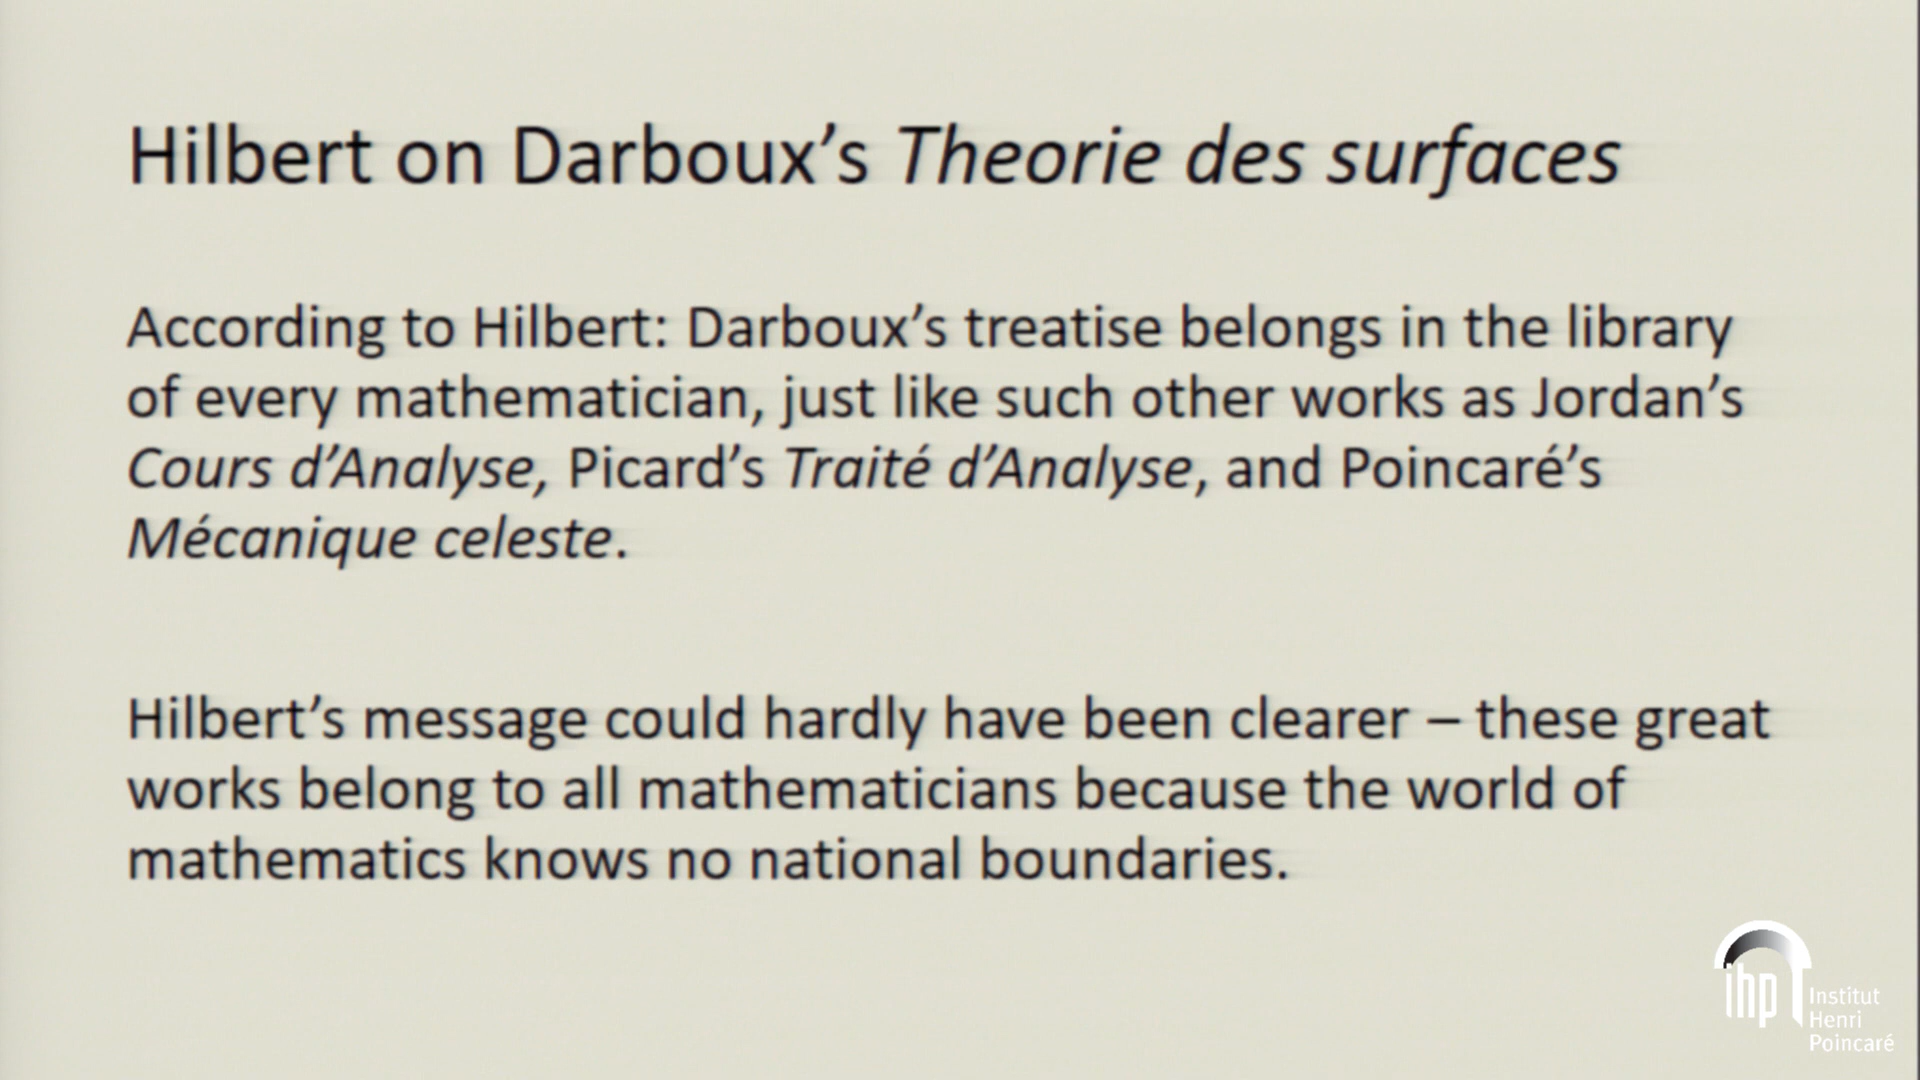 Hilbert on Darboux’s Theorie des surfaces
According to Hilbert: Darboux’s treatise belongs in the library
of every mathematician, just like such other works as Jordan’s
Cours d’Analyse, Picard’s Traité d’Analyse, and Poincaré’s
Mécanique celeste.
Hilbert’s message could hardly have been clearer – these great
works belong to all mathematicians because the world of
mathematics knows no national boundaries.
ihp
Institut
Henri
Poincaré